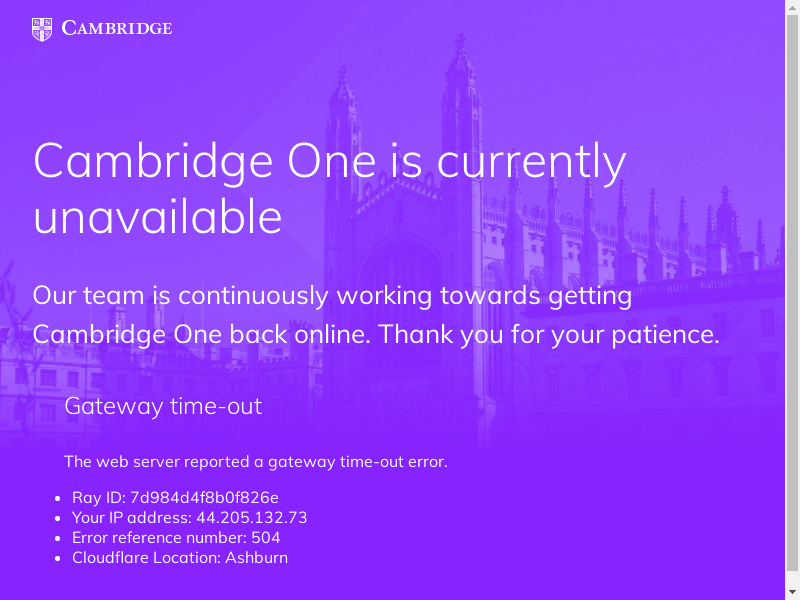 CAMBRIDGE
Cambridge One is currently
unavailable
Our team is continuously working towards getting
Cambridge One back online. Thank you for your patience.
Gateway time-out
The web server reported a gateway time-out error.
• Ray ID: 7d984d4f8b0f826e
• Your IP address: 44.205.132.73
• Error reference number: 504
• Cloudflare Location: Ashburn